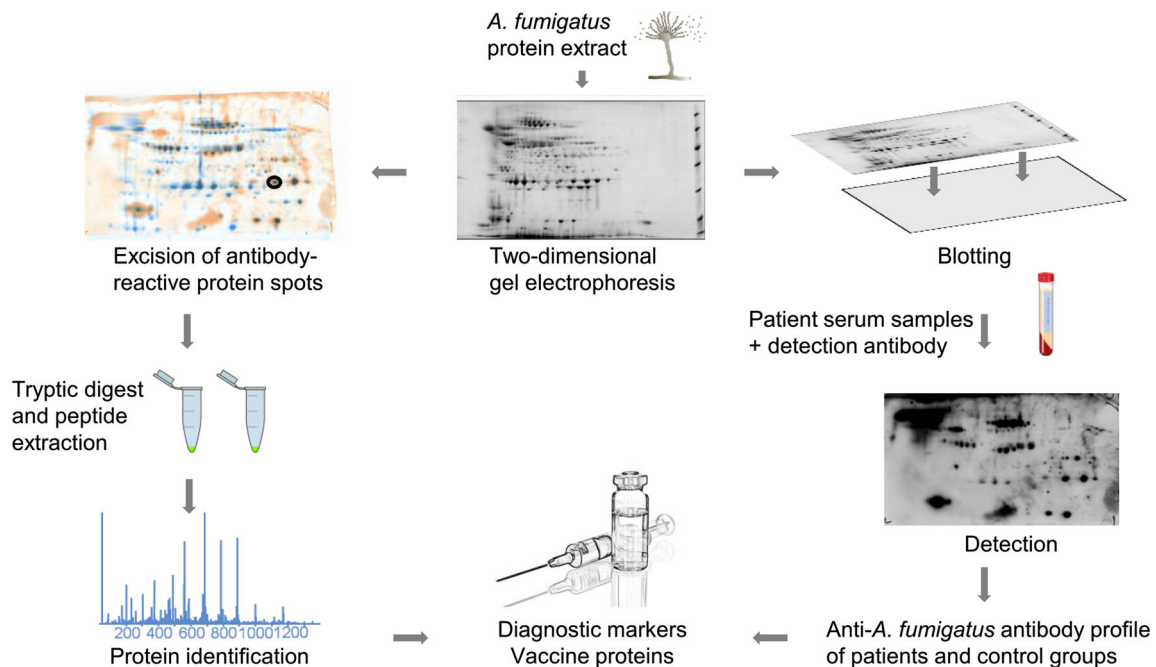 A. fumigatus
protein extract
Excision of antibody-
reactive protein spots
Two-dimensional
gel electrophoresis
Blotting
Patient serum samples
+ detection antibody
Tryptic digest
and peptide
extraction
Detection
200 400 600 800 1000 1200
Protein identification
Diagnostic markers
Vaccine proteins
Anti-A. fumigatus antibody profile
of patients and control groups